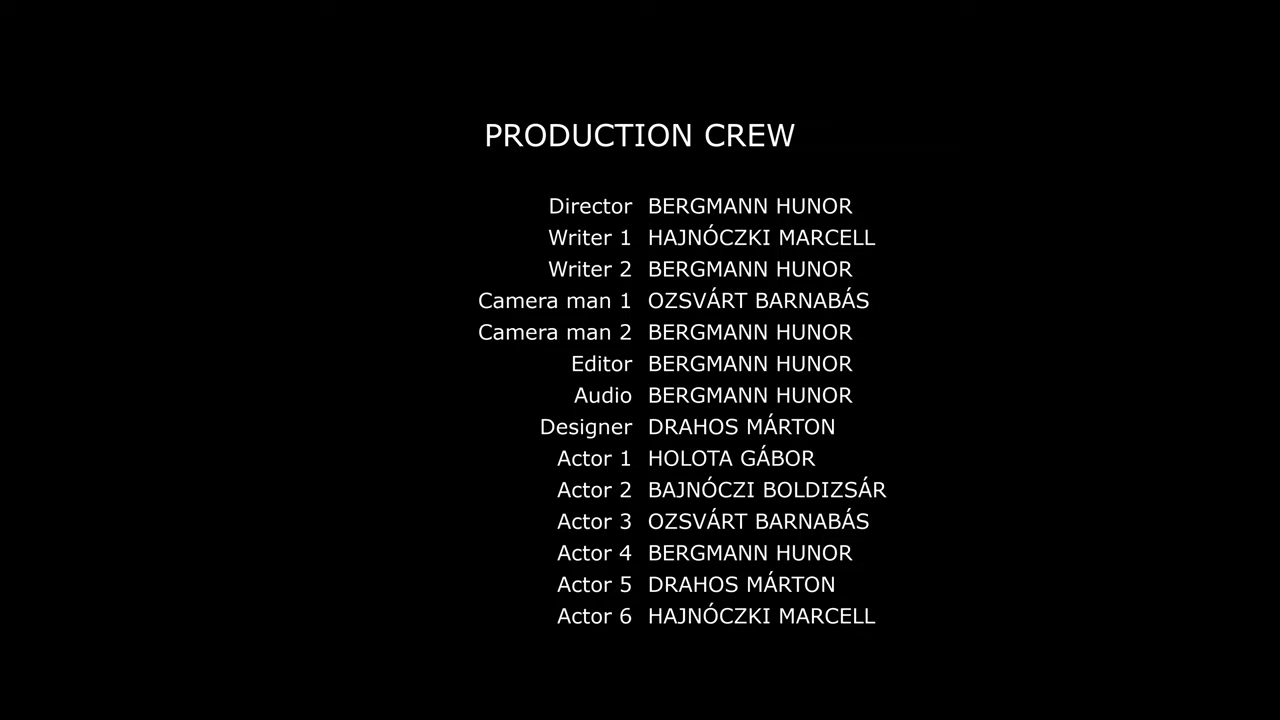 PRODUCTION CREW
Director BERGMANN HUNOR
Writer 1 HAJNÓCZKI MARCELL
Writer 2 BERGMANN HUNOR
Camera man 1 OZSVÁRT BARNABÁS
Camera man 2 BERGMANN HUNOR
Editor BERGMANN HUNOR
Audio BERGMANN HUNOR
Designer DRAHOS MÁRTON
Actor 1 HOLOTA GÁBOR
Actor 2 BAJNÓCZI BOLDIZSÁR
Actor 3 OZSVÁRT BARNABÁS
Actor 4 BERGMANN HUNOR
Actor 5 DRAHOS MÁRTON
Actor 6 HAJNÓCZKI MARCELL